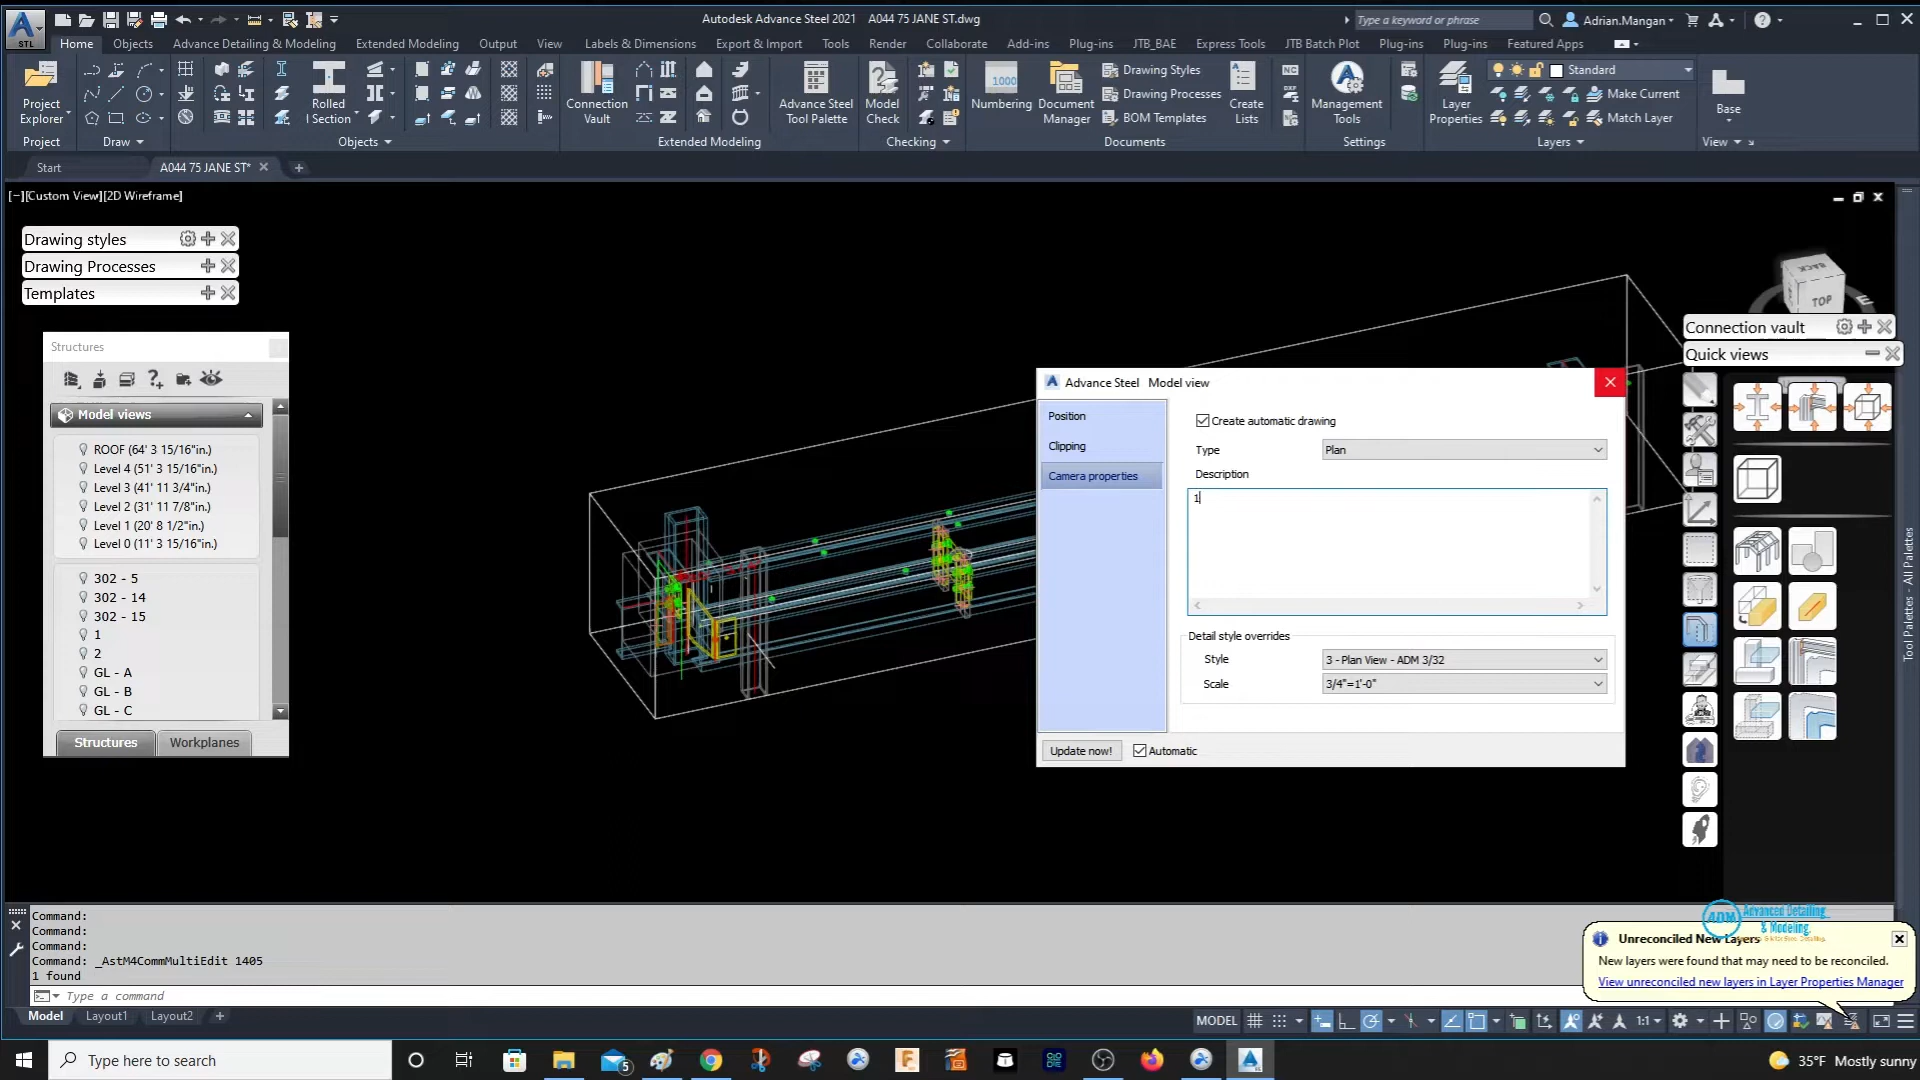 STL
Autodesk Advance Steel 2021 A044 75 JANE ST.dwg
Type a keyword or phrase
Adrian.Mangan
Home Objects Advance Detailing & Modeling Extended Modeling Output View Labels & Dimensions Export & Import Tools Render Collaborate Add-ins Plug-ins JTB_BAE Express Tools JTB Batch Plot Plug-ins Plug-ins Featured Apps
Project
Explorer
Rolled
I Section
Connection
Vault
Advance Steel
Tool Palette
Model
Check
1000
Numbering
Document
Manager
Drawing Styles
Drawing Processes
BOM Templates
Create
Lists
NC
DXF
Management
Tools
Layer
Properties
Standard
Make Current
Match Layer
Base
Project Draw Objects Extended Modeling Checking Documents Settings Layers View
Start A044 75 JANE ST*
[−][Custom View][2D Wireframe]
Drawing styles
Drawing Processes
Templates
Structures
Model views
ROOF (64' 3 15/16"in.)
Level 4 (51' 3 15/16"in.)
Level 3 (41' 11 3/4"in.)
Level 2 (31' 11 7/8"in.)
Level 1 (20' 8 1/2"in.)
Level 0 (11' 3 15/16"in.)
302 - 5
302 - 14
302 - 15
1
2
GL - A
GL - B
GL - C
Structures Workplanes
BACK
TOP
E
Connection vault
Quick views
Tool Palettes - All Palettes
Advance Steel Model view
Position
Clipping
Camera properties
Create automatic drawing
Type Plan
Description
1
Detail style overrides
Style 3 - Plan View - ADM 3/32
Scale 3/4"=1'-0"
Update now! Automatic
Command:
Command:
Command:
Command: _AstM4CommMultiEdit 1405
1 found
Type a command
ADM Advanced Detailing
& Modeling.
Unreconciled New Layers
New layers were found that may need to be reconciled.
View unreconciled new layers in Layer Properties Manager
Model Layout1 Layout2
MODEL 1:1
Type here to search
5
35°F Mostly sunny